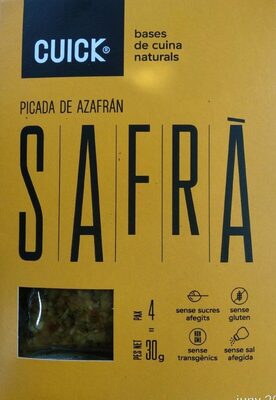 CUICK®
bases
de cuina
naturals
PICADA DE AZAFRÁN
SAFRÀ
PAK 4
=
PES NET 30g
sense sucres
afegits
sense
gluten
sense
transgènics
sense sal
afegida